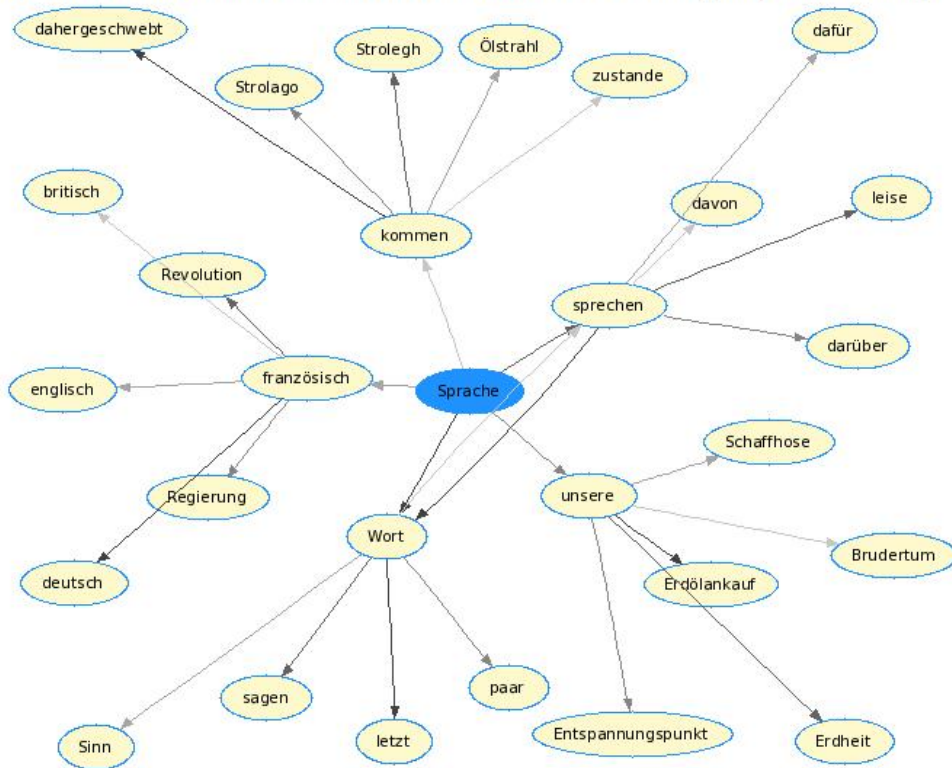 dahergeschwebt
Strolago
Strolegh
Ölstrahl
zustande
dafür
britisch
kommen
davon
leise
Revolution
sprechen
darüber
englisch
französisch
Sprache
Schaffhose
Regierung
unsere
Wort
Brudertum
deutsch
Erdölankauf
sagen
paar
Sinn
letzt
Entspannungspunkt
Erdheit